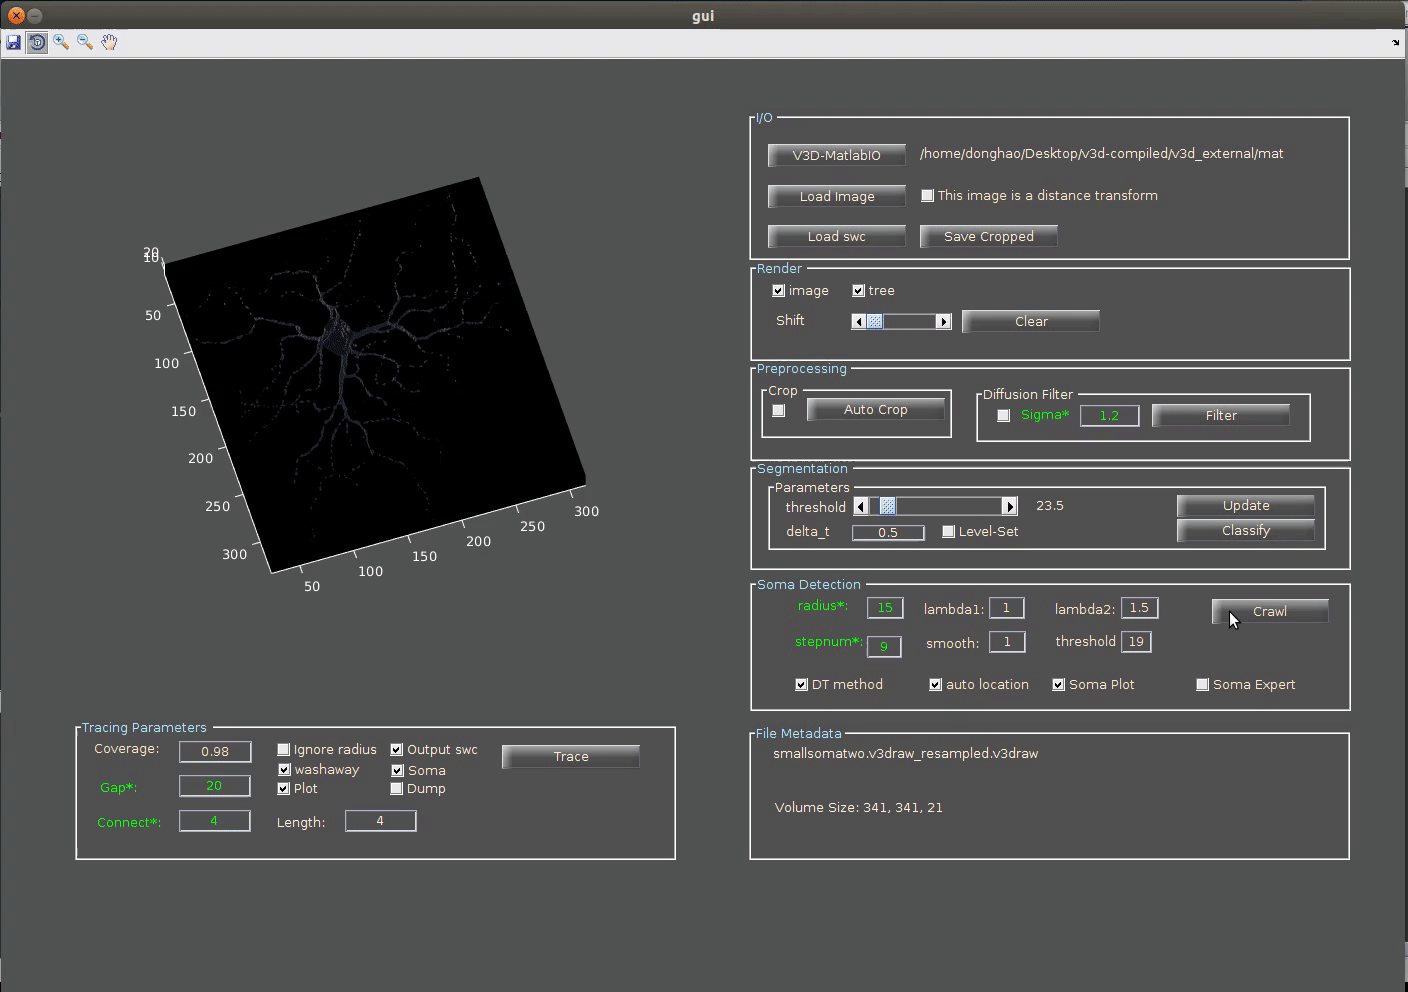 gui
I/O
V3D-MatlabIO /home/donghao/Desktop/v3d-compiled/v3d_external/mat
Load Image This image is a distance transform
Load swc Save Cropped
Render
image tree
Shift Clear
Preprocessing
Crop
Auto Crop
Diffusion Filter
Sigma* 1.2 Filter
Segmentation
Parameters
threshold 23.5 Update
delta_t 0.5 Level-Set Classify
Soma Detection
radius*: 15 lambda1: 1 lambda2: 1.5 Crawl
stepnum*: 9 smooth: 1 threshold 19
DT method auto location Soma Plot Soma Expert
File Metadata
smallsomatwo.v3draw_resampled.v3draw
Volume Size: 341, 341, 21
20
10
50
100
150
200
250
300
50
100
150
200
250
300
Tracing Parameters
Coverage: 0.98 Ignore radius Output swc Trace
washaway Soma
Gap*: 20 Plot Dump
Connect*: 4 Length: 4